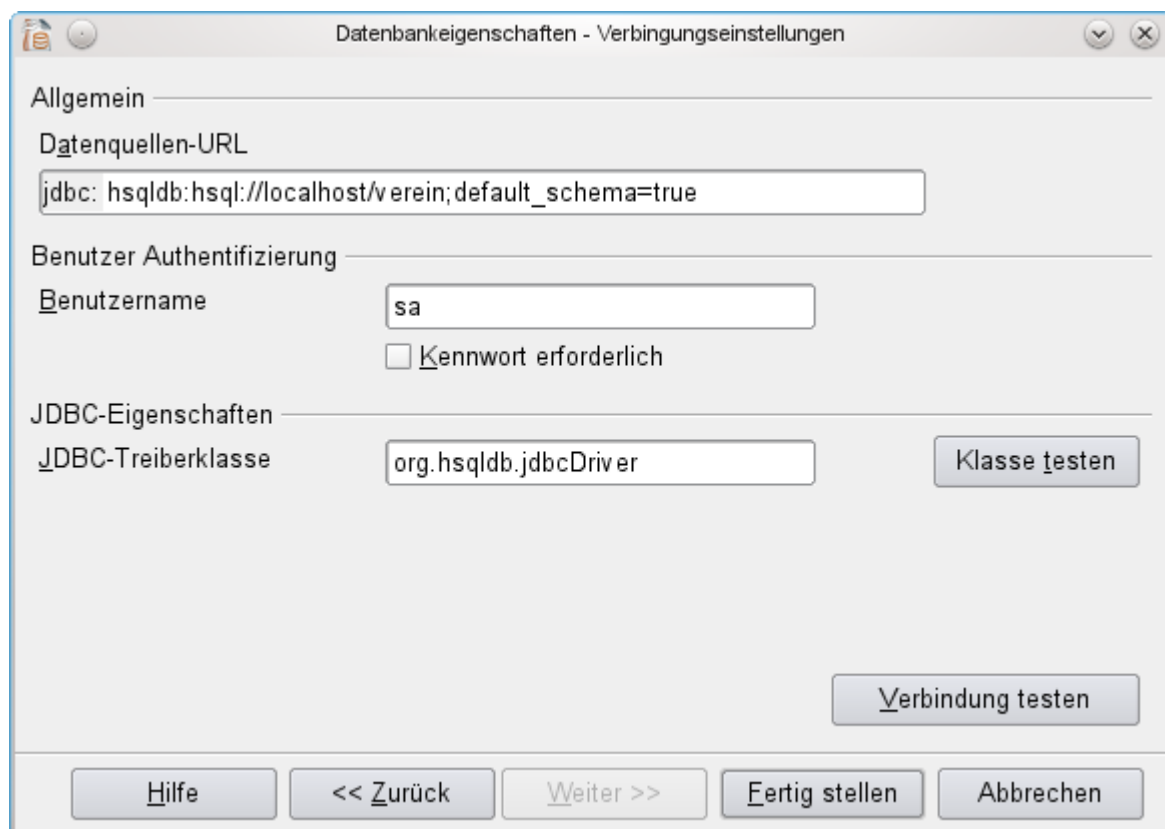 Datenbankeigenschaften - Verbingungseinstellungen
Allgemein
Datenquellen-URL
jdbc: hsqldb:hsql://localhost/verein;default_schema=true
Benutzer Authentifizierung
Benutzername
sa
Kennwort erforderlich
JDBC-Eigenschaften
JDBC-Treiberklasse
org.hsqldb.jdbcDriver
Klasse testen
Verbindung testen
Hilfe
<< Zurück
Weiter >>
Fertig stellen
Abbrechen